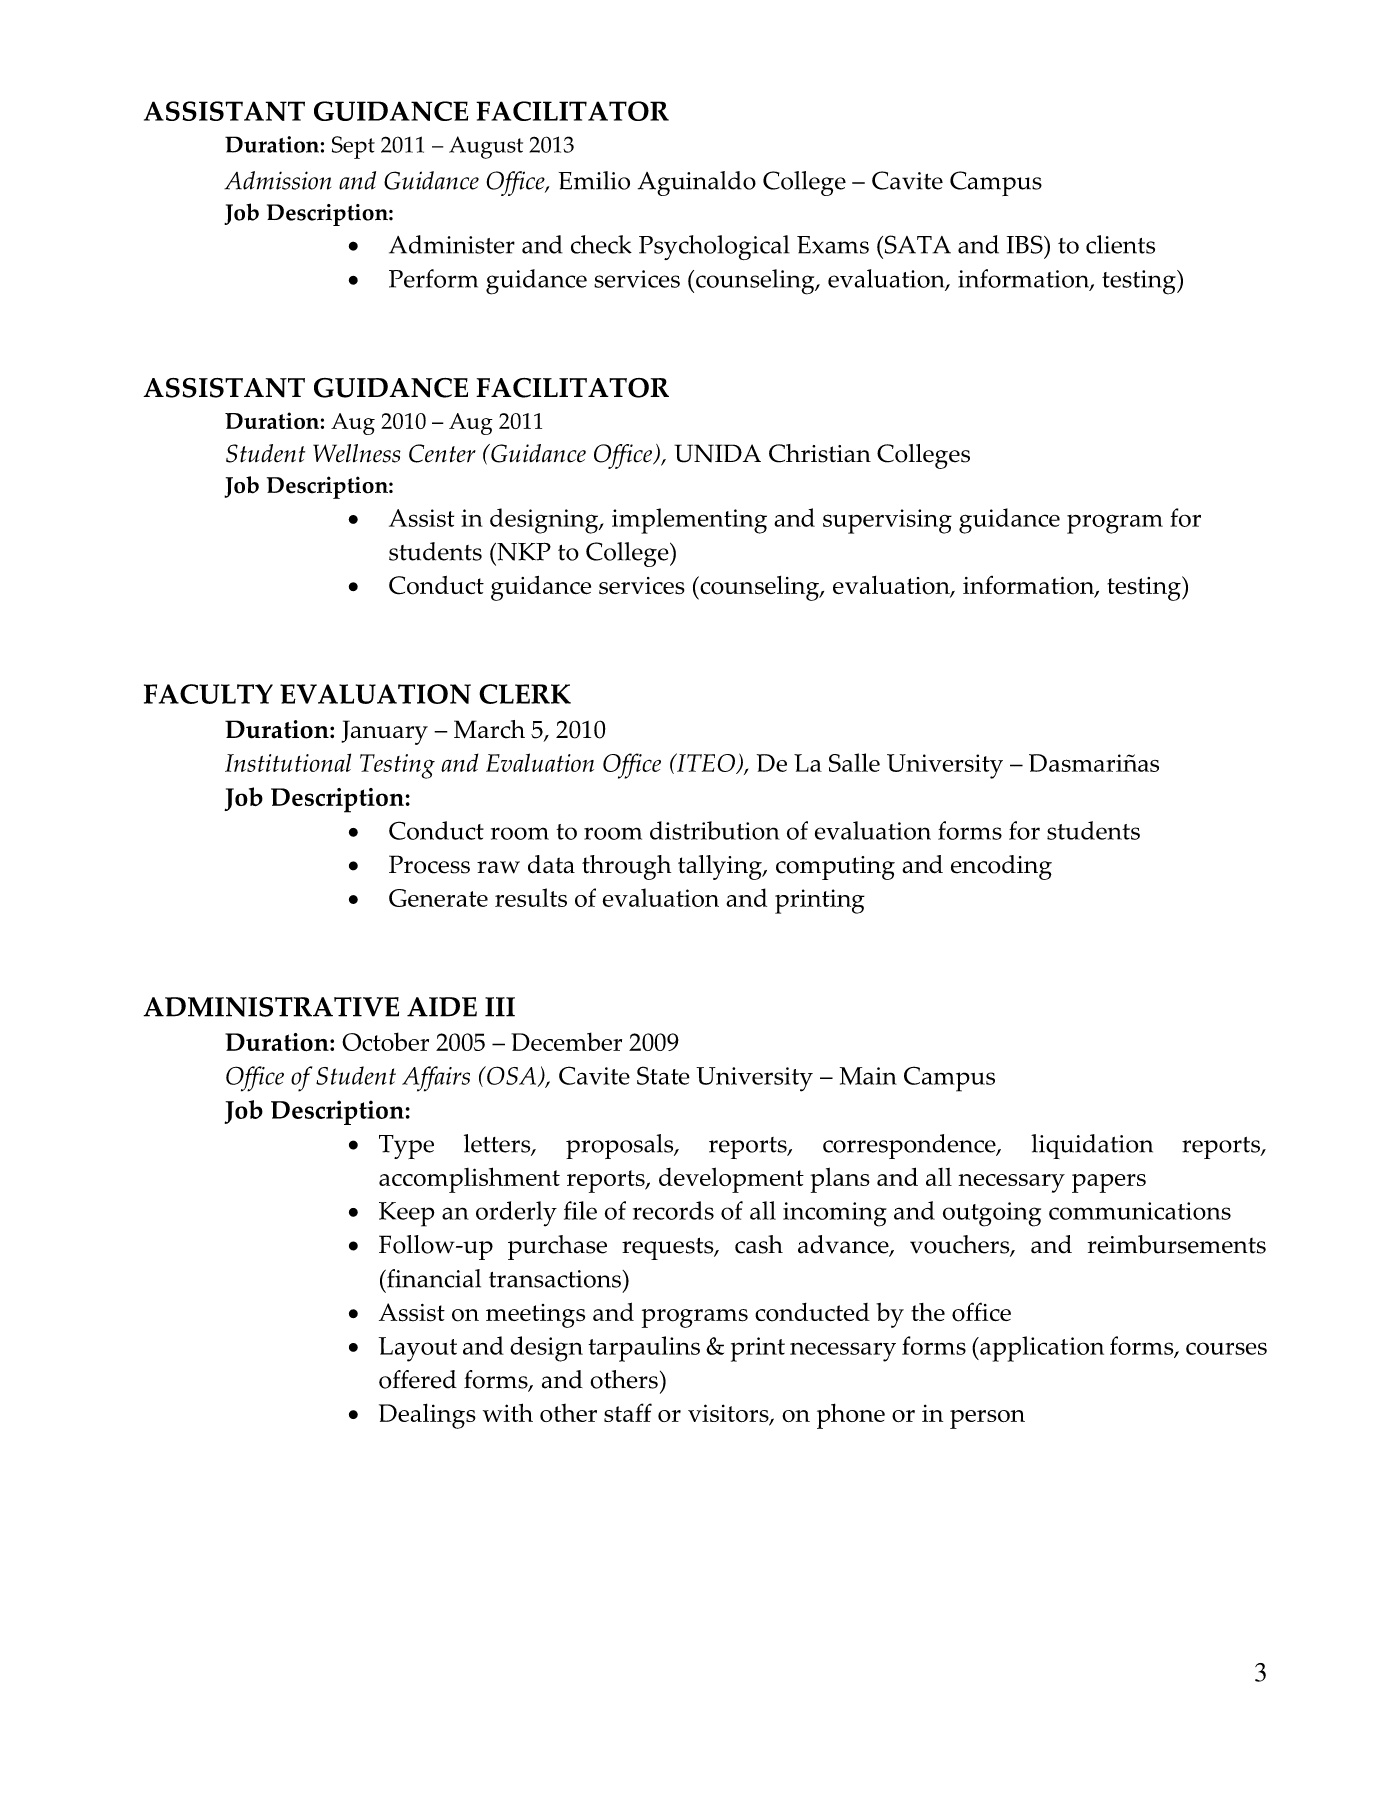 ASSISTANT GUIDANCE FACILITATOR
Duration: Sept 2011 – August 2013
Admission and Guidance Office, Emilio Aguinaldo College – Cavite Campus
Job Description:
• Administer and check Psychological Exams (SATA and IBS) to clients
• Perform guidance services (counseling, evaluation, information, testing)
ASSISTANT GUIDANCE FACILITATOR
Duration: Aug 2010 – Aug 2011
Student Wellness Center (Guidance Office), UNIDA Christian Colleges
Job Description:
• Assist in designing, implementing and supervising guidance program for
students (NKP to College)
• Conduct guidance services (counseling, evaluation, information, testing)
FACULTY EVALUATION CLERK
Duration: January – March 5, 2010
Institutional Testing and Evaluation Office (ITEO), De La Salle University – Dasmariñas
Job Description:
• Conduct room to room distribution of evaluation forms for students
• Process raw data through tallying, computing and encoding
• Generate results of evaluation and printing
ADMINISTRATIVE AIDE III
Duration: October 2005 – December 2009
Office of Student Affairs (OSA), Cavite State University – Main Campus
Job Description:
• Type letters, proposals, reports, correspondence, liquidation reports,
accomplishment reports, development plans and all necessary papers
• Keep an orderly file of records of all incoming and outgoing communications
• Follow-up purchase requests, cash advance, vouchers, and reimbursements
(financial transactions)
• Assist on meetings and programs conducted by the office
• Layout and design tarpaulins & print necessary forms (application forms, courses
offered forms, and others)
• Dealings with other staff or visitors, on phone or in person
3